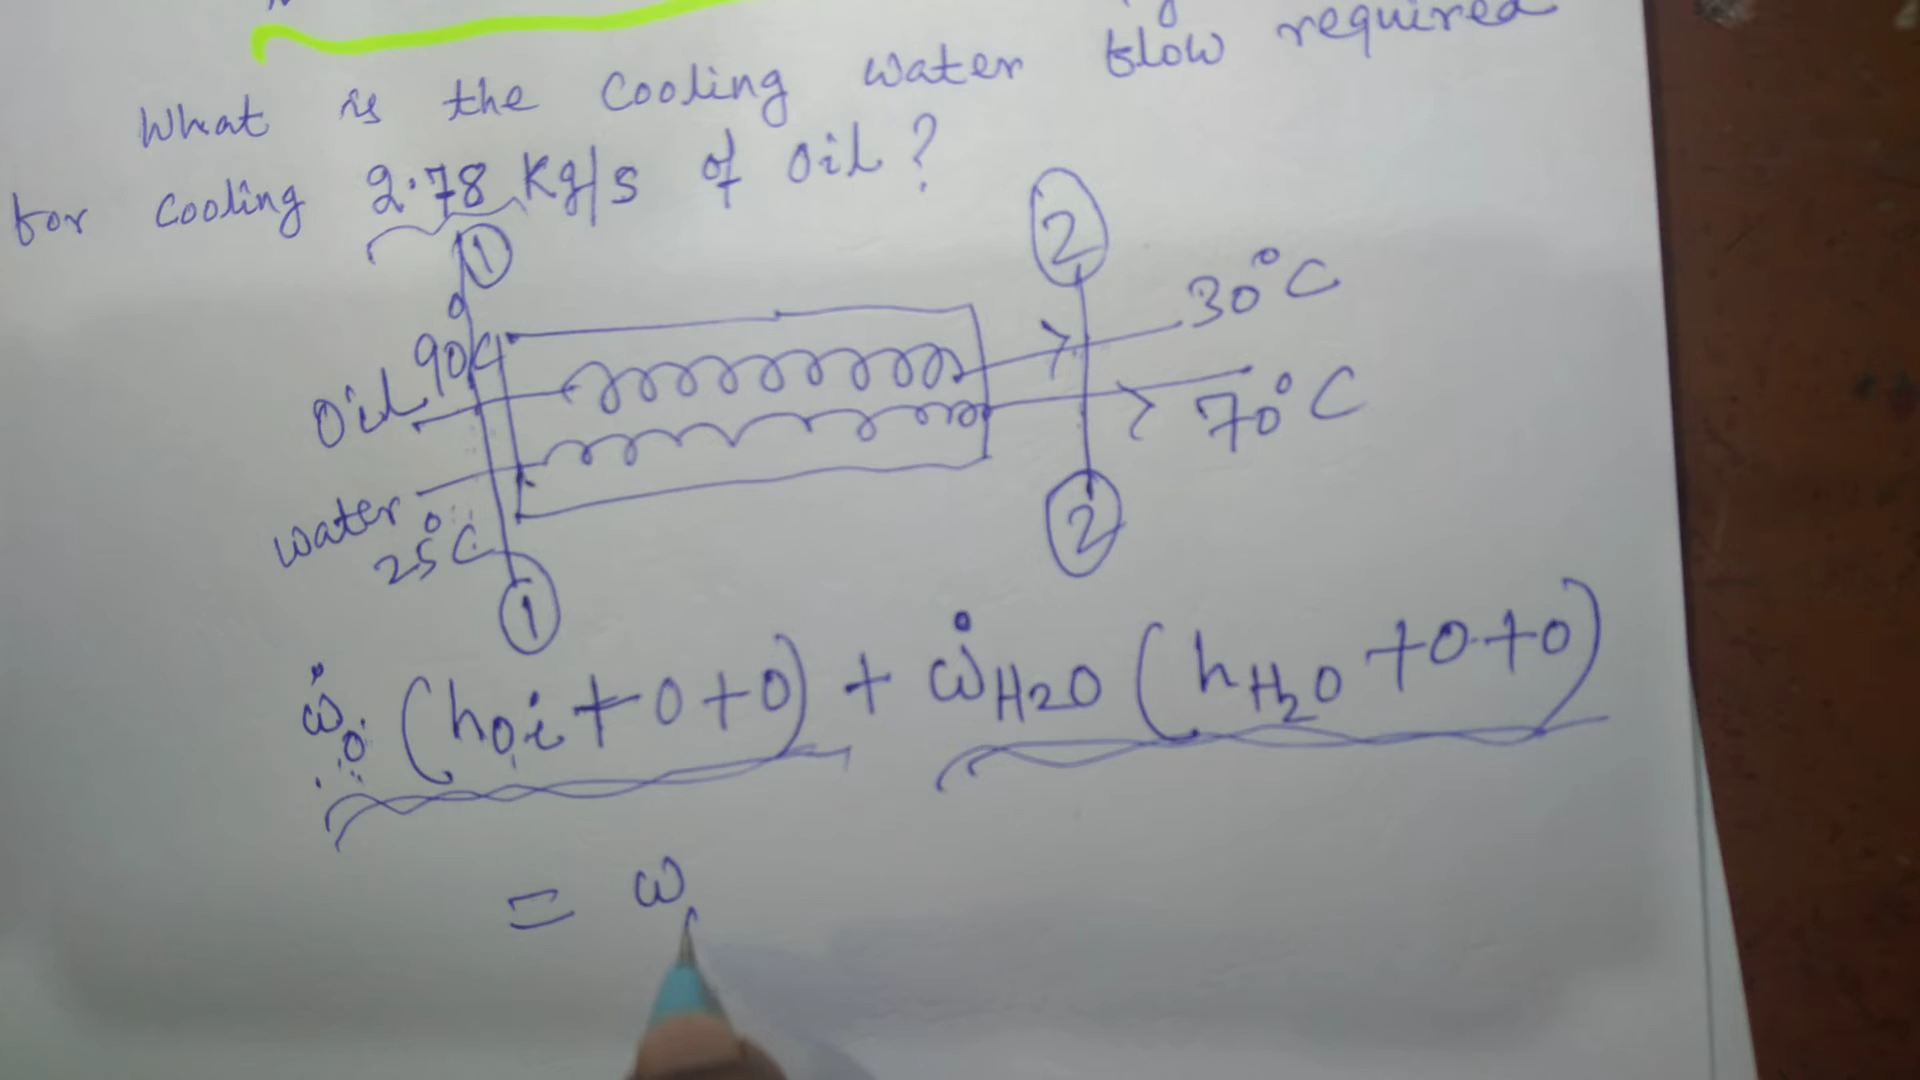 What is the cooling water flow required
for cooling 2.78 Kg/s of oil?
1
2
Oil 90°C
30°C
70°C
water
25°C
1
2
ẇo (hoi + 0 + 0) + ẇH2O (hH2O + 0 + 0)
= w